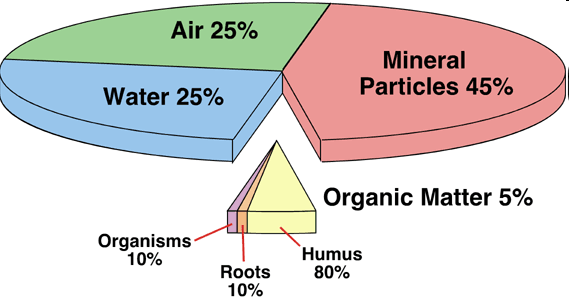 Air 25%
Mineral
Particles 45%
Water 25%
Organic Matter 5%
Organisms
10%
Roots
10%
Humus
80%